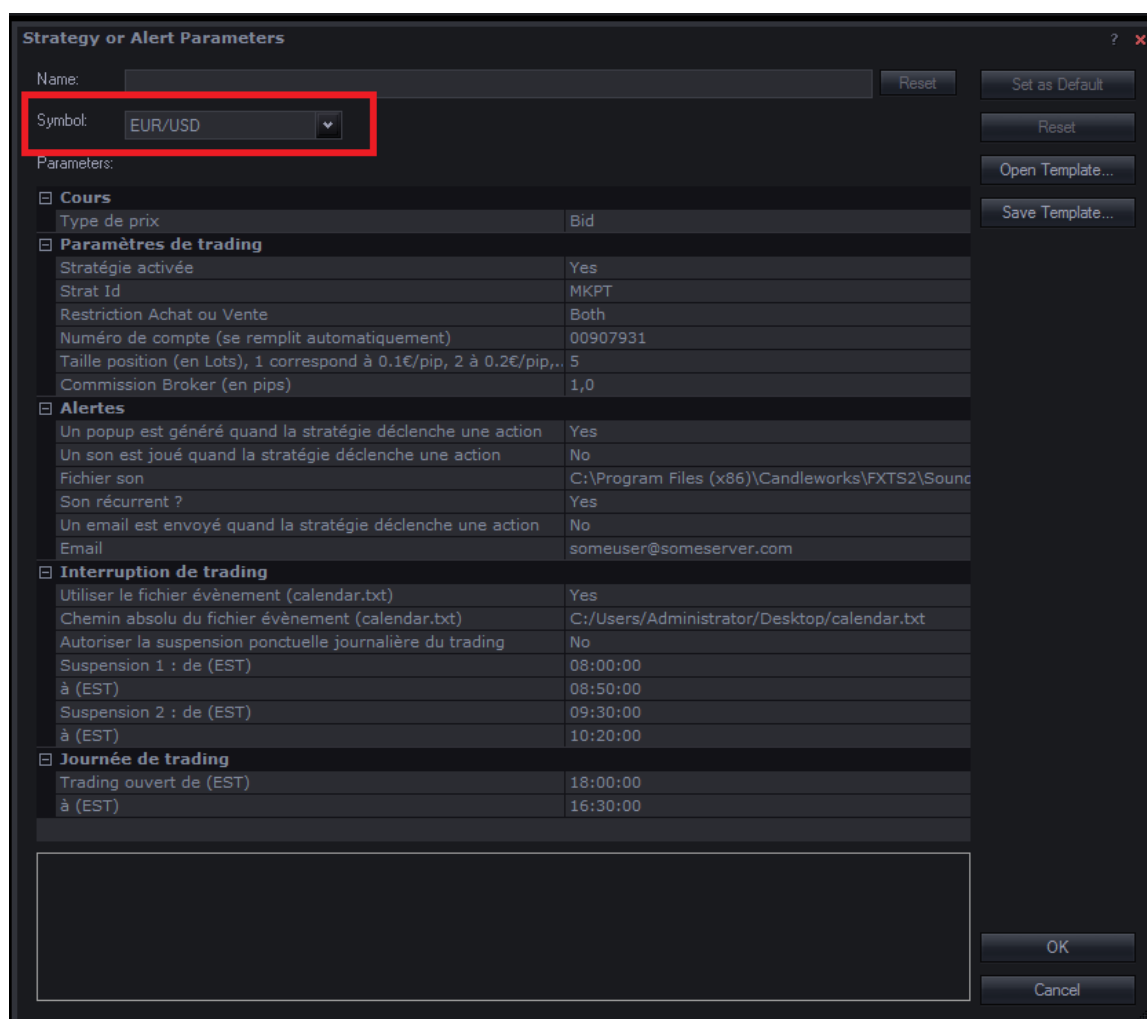 Strategy or Alert Parameters ? ×
Name: Reset Set as Default
Symbol: EUR/USD Reset
Parameters: Open Template...
Save Template...
Cours
Type de prix Bid
Paramètres de trading
Stratégie activée Yes
Strat Id MKPT
Restriction Achat ou Vente Both
Numéro de compte (se remplit automatiquement) 00907931
Taille position (en Lots), 1 correspond à 0.1€/pip, 2 à 0.2€/pip,.. 5
Commission Broker (en pips) 1,0
Alertes
Un popup est généré quand la stratégie déclenche une action Yes
Un son est joué quand la stratégie déclenche une action No
Fichier son C:\Program Files (x86)\Candleworks\FXTS2\Sound
Son récurrent ? Yes
Un email est envoyé quand la stratégie déclenche une action No
Email someuser@someserver.com
Interruption de trading
Utiliser le fichier évènement (calendar.txt) Yes
Chemin absolu du fichier évènement (calendar.txt) C:/Users/Administrator/Desktop/calendar.txt
Autoriser la suspension ponctuelle journalière du trading No
Suspension 1 : de (EST) 08:00:00
à (EST) 08:50:00
Suspension 2 : de (EST) 09:30:00
à (EST) 10:20:00
Journée de trading
Trading ouvert de (EST) 18:00:00
à (EST) 16:30:00
OK
Cancel